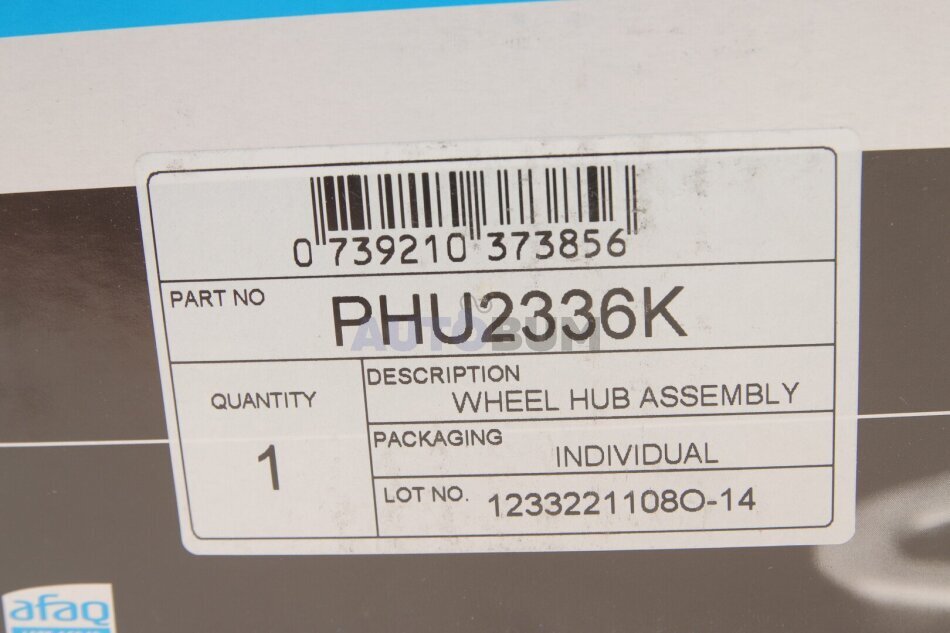 0 739210 373856
PART NO
PHU2336K
AUTOBUM
QUANTITY
1
DESCRIPTION
WHEEL HUB ASSEMBLY
PACKAGING
INDIVIDUAL
LOT NO.
1233221108O-14
afaq